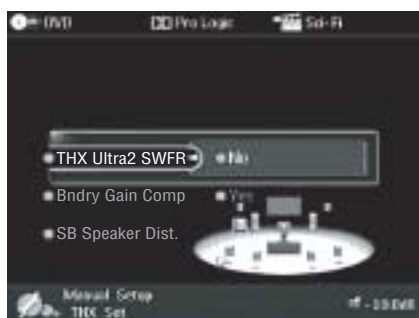 DVD
Pro Logic
Sci-Fi
THX Ultra2 SWFR
No
Bndry Gain Comp
Yes
SB Speaker Dist.
Manual Setup
THX Set